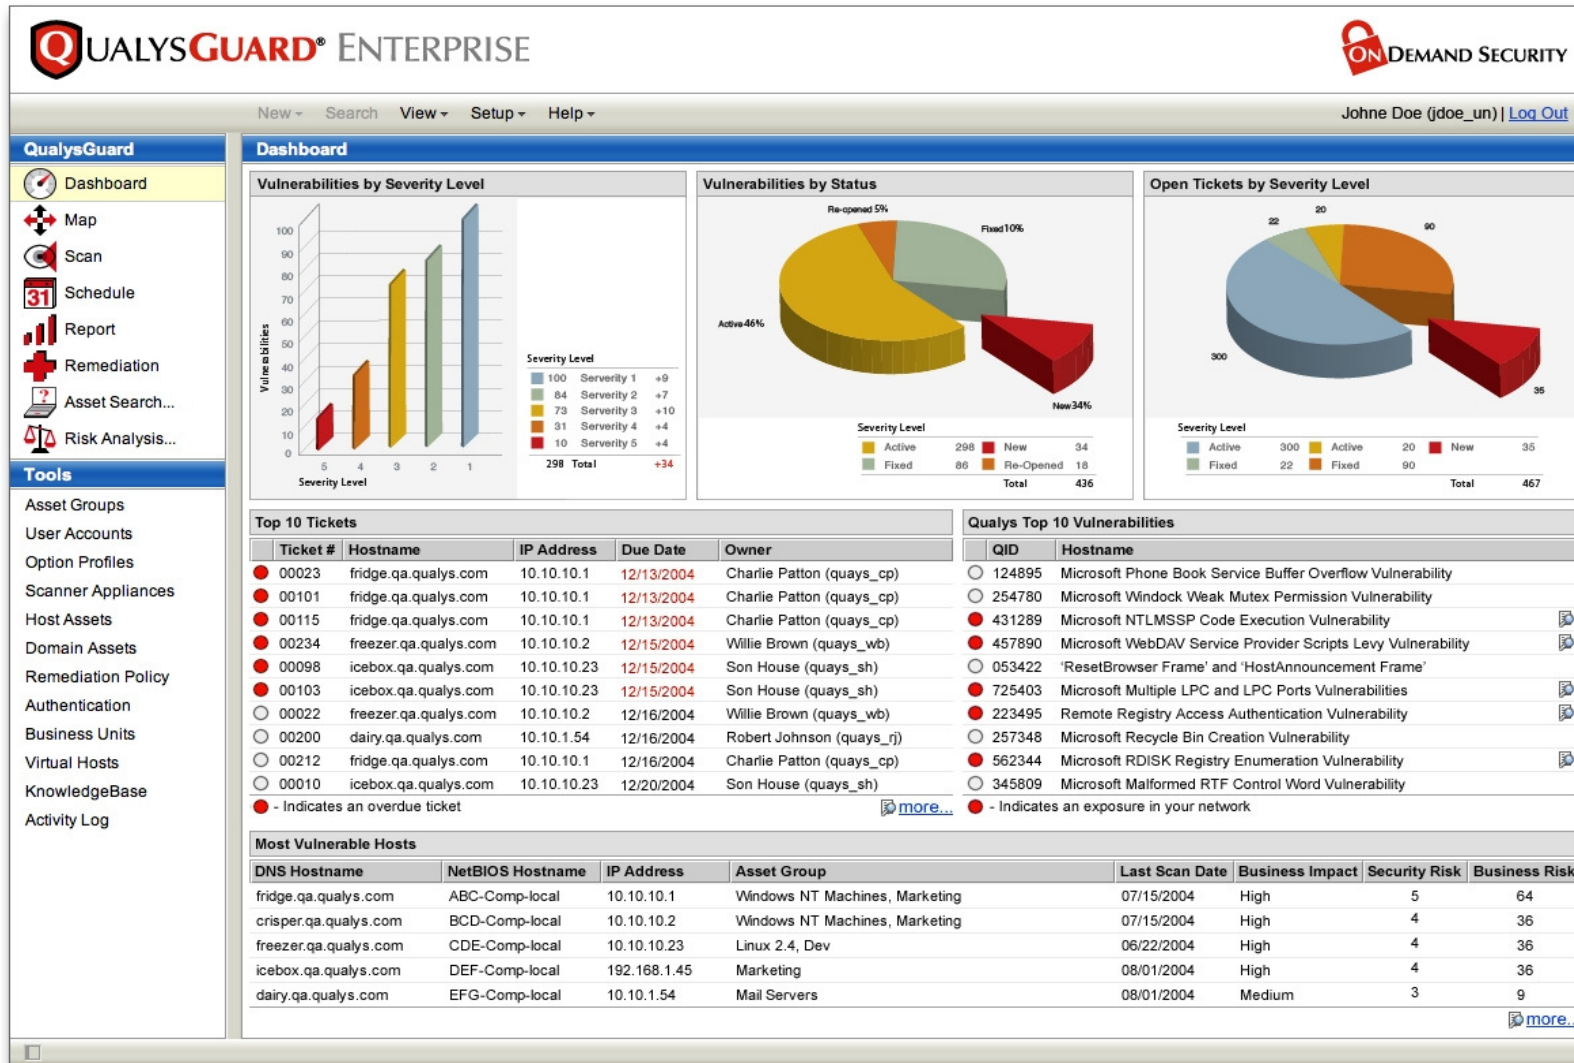 QUALYSGUARD® ENTERPRISE
ON DEMAND SECURITY
New Search View Setup Help
Johne Doe (jdoe_un) | Log Out
QualysGuard
Dashboard
Map
Scan
31 Schedule
Report
Remediation
Asset Search...
Risk Analysis...
Tools
Asset Groups
User Accounts
Option Profiles
Scanner Appliances
Host Assets
Domain Assets
Remediation Policy
Authentication
Business Units
Virtual Hosts
KnowledgeBase
Activity Log
Dashboard
Vulnerabilities by Severity Level
Vulnerabilities
100
90
80
70
60
50
40
30
20
10
0
5 4 3 2 1
Severity Level
Severity Level
100 Serverity 1 +9
84 Serverity 2 +7
73 Serverity 3 +10
31 Serverity 4 +4
10 Serverity 5 +4
298 Total +34
Vulnerabilities by Status
Re-opened 5%
Fixed 10%
Active 46%
New 34%
Severity Level
Active 298 New 34
Fixed 86 Re-Opened 18
Total 436
Open Tickets by Severity Level
20
22
90
300
35
Severity Level
Active 300 Active 20 New 35
Fixed 22 Fixed 90
Total 467
Top 10 Tickets
Ticket # Hostname IP Address Due Date Owner
00023 fridge.qa.qualys.com 10.10.10.1 12/13/2004 Charlie Patton (quays_cp)
00101 fridge.qa.qualys.com 10.10.10.1 12/13/2004 Charlie Patton (quays_cp)
00115 fridge.qa.qualys.com 10.10.10.1 12/13/2004 Charlie Patton (quays_cp)
00234 freezer.qa.qualys.com 10.10.10.2 12/15/2004 Willie Brown (quays_wb)
00098 icebox.qa.qualys.com 10.10.10.23 12/15/2004 Son House (quays_sh)
00103 icebox.qa.qualys.com 10.10.10.23 12/15/2004 Son House (quays_sh)
00022 freezer.qa.qualys.com 10.10.10.2 12/16/2004 Willie Brown (quays_wb)
00200 dairy.qa.qualys.com 10.10.1.54 12/16/2004 Robert Johnson (quays_rj)
00212 fridge.qa.qualys.com 10.10.10.1 12/16/2004 Charlie Patton (quays_cp)
00010 icebox.qa.qualys.com 10.10.10.23 12/20/2004 Son House (quays_sh)
- Indicates an overdue ticket
more...
Qualys Top 10 Vulnerabilities
QID Hostname
124895 Microsoft Phone Book Service Buffer Overflow Vulnerability
254780 Microsoft Windock Weak Mutex Permission Vulnerability
431289 Microsoft NTLMSSP Code Execution Vulnerability
457890 Microsoft WebDAV Service Provider Scripts Levy Vulnerability
053422 ‘ResetBrowser Frame’ and ‘HostAnnouncement Frame’
725403 Microsoft Multiple LPC and LPC Ports Vulnerabilities
223495 Remote Registry Access Authentication Vulnerability
257348 Microsoft Recycle Bin Creation Vulnerability
562344 Microsoft RDISK Registry Enumeration Vulnerability
345809 Microsoft Malformed RTF Control Word Vulnerability
- Indicates an exposure in your network
Most Vulnerable Hosts
DNS Hostname NetBIOS Hostname IP Address Asset Group Last Scan Date Business Impact Security Risk Business Risk
fridge.qa.qualys.com ABC-Comp-local 10.10.10.1 Windows NT Machines, Marketing 07/15/2004 High 5 64
crisper.qa.qualys.com BCD-Comp-local 10.10.10.2 Windows NT Machines, Marketing 07/15/2004 High 4 36
freezer.qa.qualys.com CDE-Comp-local 10.10.10.23 Linux 2.4, Dev 06/22/2004 High 4 36
icebox.qa.qualys.com DEF-Comp-local 192.168.1.45 Marketing 08/01/2004 High 4 36
dairy.qa.qualys.com EFG-Comp-local 10.10.1.54 Mail Servers 08/01/2004 Medium 3 9
more..